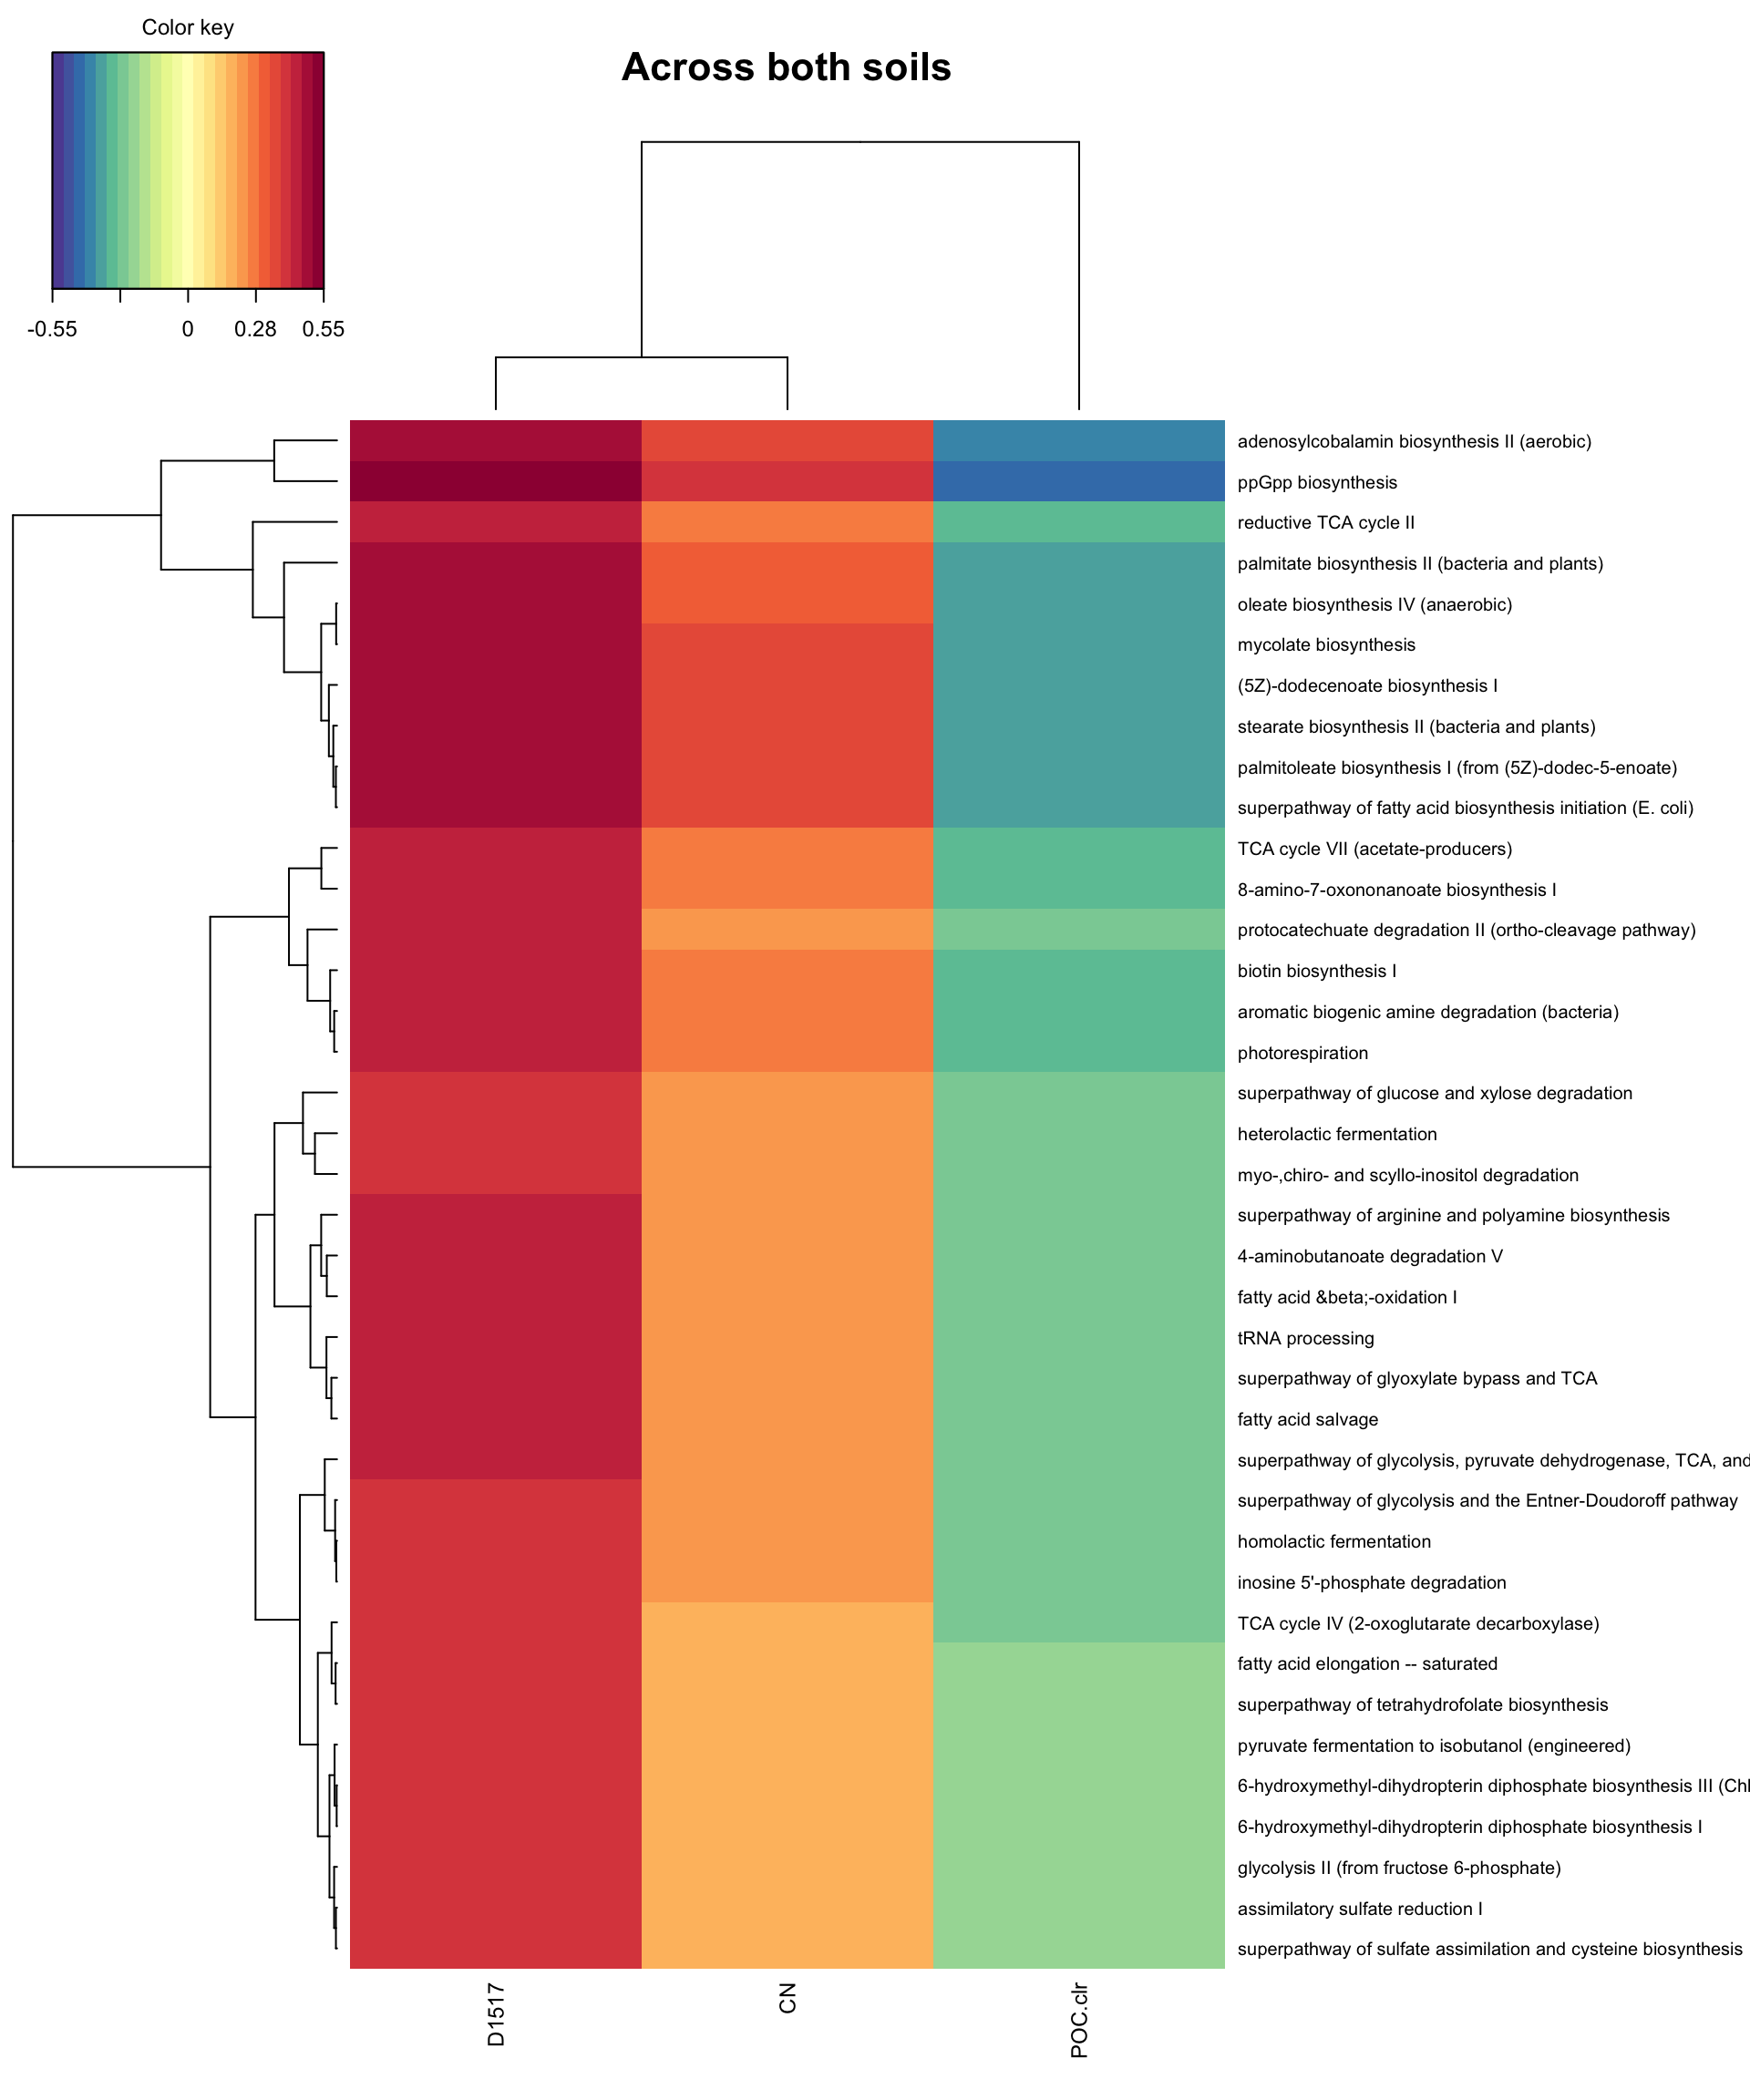 Color key
Across both soils
-0.55 0 0.28 0.55
adenosylcobalamin biosynthesis II (aerobic)
ppGpp biosynthesis
reductive TCA cycle II
palmitate biosynthesis II (bacteria and plants)
oleate biosynthesis IV (anaerobic)
mycolate biosynthesis
(5Z)-dodecenoate biosynthesis I
stearate biosynthesis II (bacteria and plants)
palmitoleate biosynthesis I (from (5Z)-dodec-5-enoate)
superpathway of fatty acid biosynthesis initiation (E. coli)
TCA cycle VII (acetate-producers)
8-amino-7-oxononanoate biosynthesis I
protocatechuate degradation II (ortho-cleavage pathway)
biotin biosynthesis I
aromatic biogenic amine degradation (bacteria)
photorespiration
superpathway of glucose and xylose degradation
heterolactic fermentation
myo-,chiro- and scyllo-inositol degradation
superpathway of arginine and polyamine biosynthesis
4-aminobutanoate degradation V
fatty acid &beta;-oxidation I
tRNA processing
superpathway of glyoxylate bypass and TCA
fatty acid salvage
superpathway of glycolysis, pyruvate dehydrogenase, TCA, and
superpathway of glycolysis and the Entner-Doudoroff pathway
homolactic fermentation
inosine 5'-phosphate degradation
TCA cycle IV (2-oxoglutarate decarboxylase)
fatty acid elongation -- saturated
superpathway of tetrahydrofolate biosynthesis
pyruvate fermentation to isobutanol (engineered)
6-hydroxymethyl-dihydropterin diphosphate biosynthesis III (Chl
6-hydroxymethyl-dihydropterin diphosphate biosynthesis I
glycolysis II (from fructose 6-phosphate)
assimilatory sulfate reduction I
superpathway of sulfate assimilation and cysteine biosynthesis
D1517
CN
POC.clr